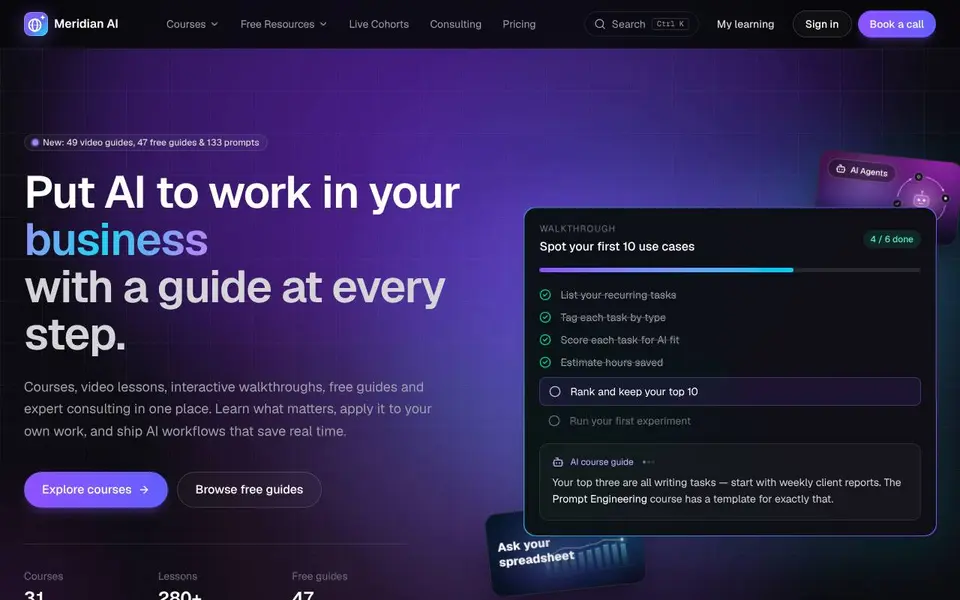 Meridian AI
Courses
Free Resources
Live Cohorts
Consulting
Pricing
Search
Ctrl K
My learning
Sign in
Book a call
New: 49 video guides, 47 free guides & 133 prompts
Put AI to work in your
business
with a guide at every
step.
Courses, video lessons, interactive walkthroughs, free guides and
expert consulting in one place. Learn what matters, apply it to your
own work, and ship AI workflows that save real time.
Explore courses →
Browse free guides
Courses
Lessons
Free guides
31
280+
47
AI Agents
WALKTHROUGH
Spot your first 10 use cases
4 / 6 done
List your recurring tasks
Tag each task by type
Score each task for AI fit
Estimate hours saved
Rank and keep your top 10
Run your first experiment
AI course guide
Your top three are all writing tasks — start with weekly client reports. The
Prompt Engineering course has a template for exactly that.
Ask your
spreadsheet